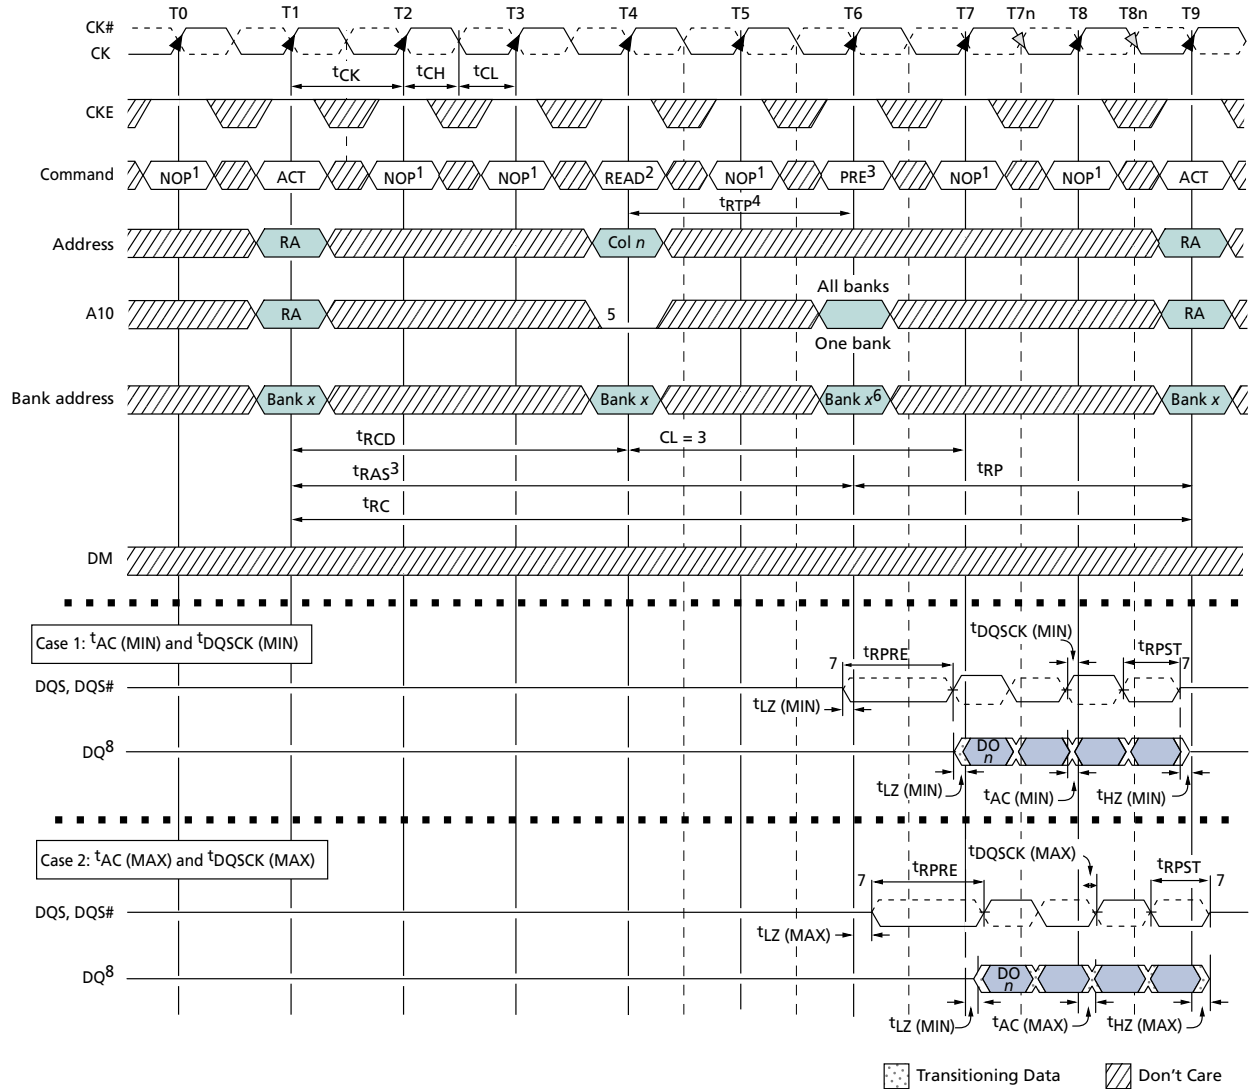 T0 T1 T2 T3 T4 T5 T6 T7 T7n T8 T8n T9
CK#
CK
tCK tCH tCL
CKE
Command NOP1 ACT NOP1 NOP1 READ2 NOP1 PRE3 NOP1 NOP1 ACT
tRTP4
Address RA Col n RA
All banks
A10 RA 5 RA
One bank
Bank address Bank x Bank x Bank x6 Bank x
tRCD CL = 3
tRAS3 tRP
tRC
DM
Case 1: tAC (MIN) and tDQSCK (MIN)
tDQSCK (MIN)
7 tRPRE tRPST 7
DQS, DQS#
tLZ (MIN)
DQ8 DO n
tLZ (MIN) tAC (MIN) tHZ (MIN)
Case 2: tAC (MAX) and tDQSCK (MAX)
tDQSCK (MAX)
7 tRPRE tRPST 7
DQS, DQS#
tLZ (MAX)
DQ8 DO n
tLZ (MIN) tAC (MAX) tHZ (MAX)
Transitioning Data Don't Care